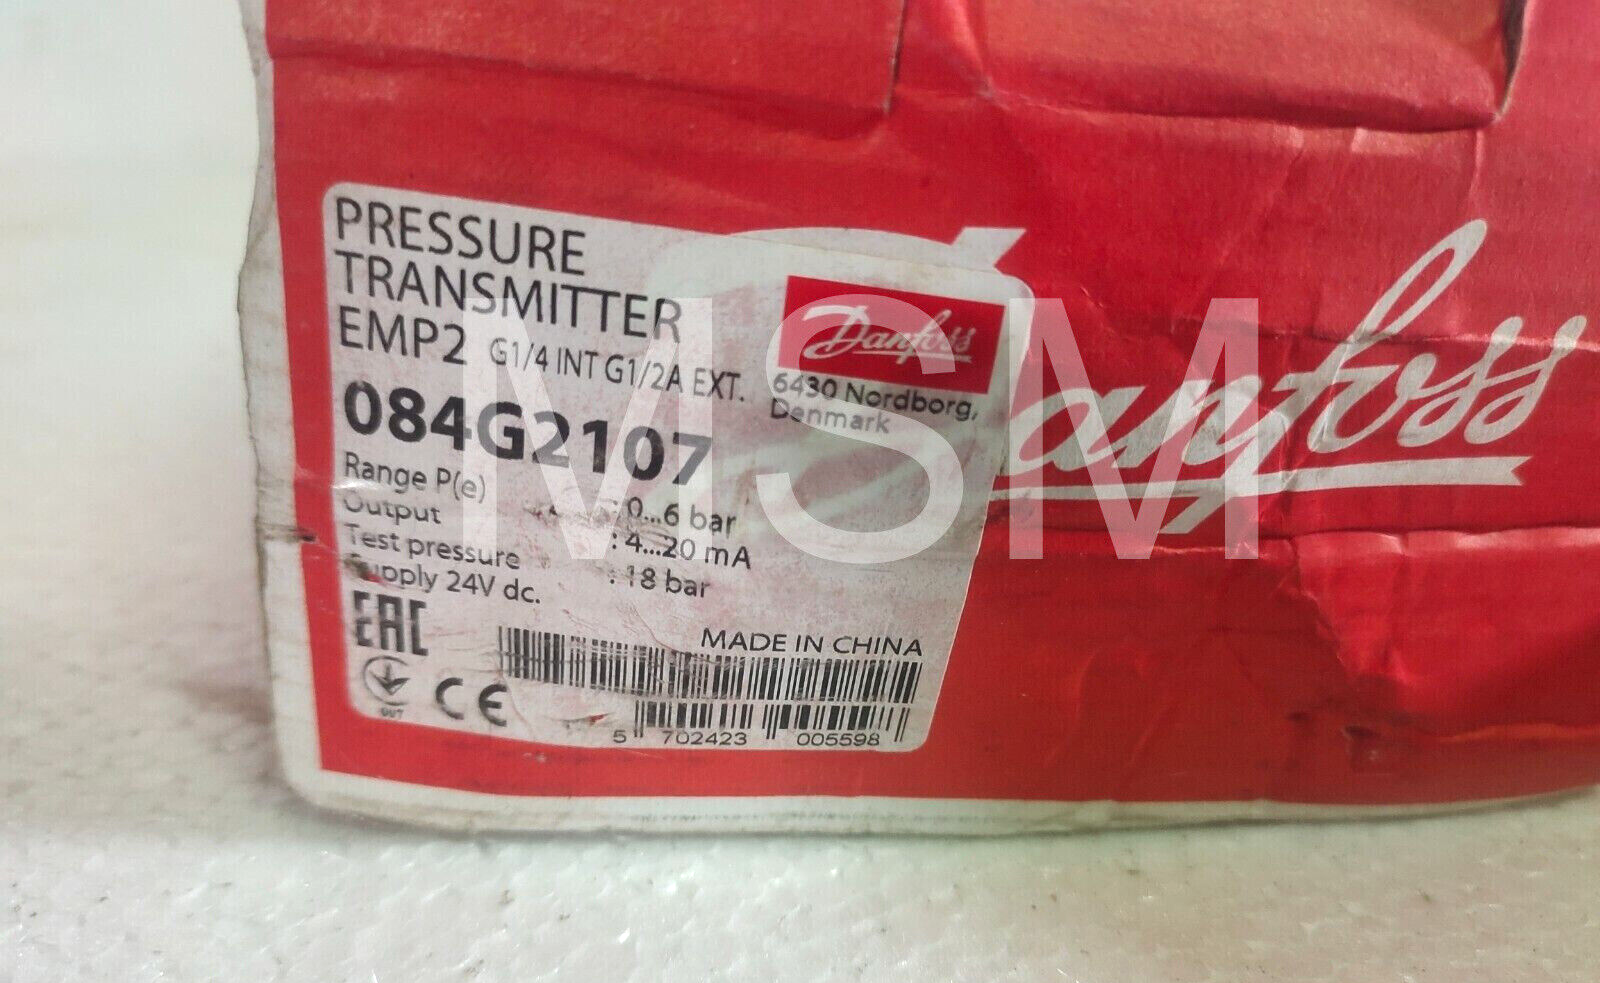 PRESSURE
TRANSMITTER
EMP2 G1/4 INT G1/2A EXT.
084G2107
Range P(e) : 0...6 bar
Output : 4...20 mA
Test pressure : 18 bar
Supply 24V dc.
Danfoss
6430 Nordborg,
Denmark
EAC
CE
MADE IN CHINA
5 702423 005598
Danfoss
MSM